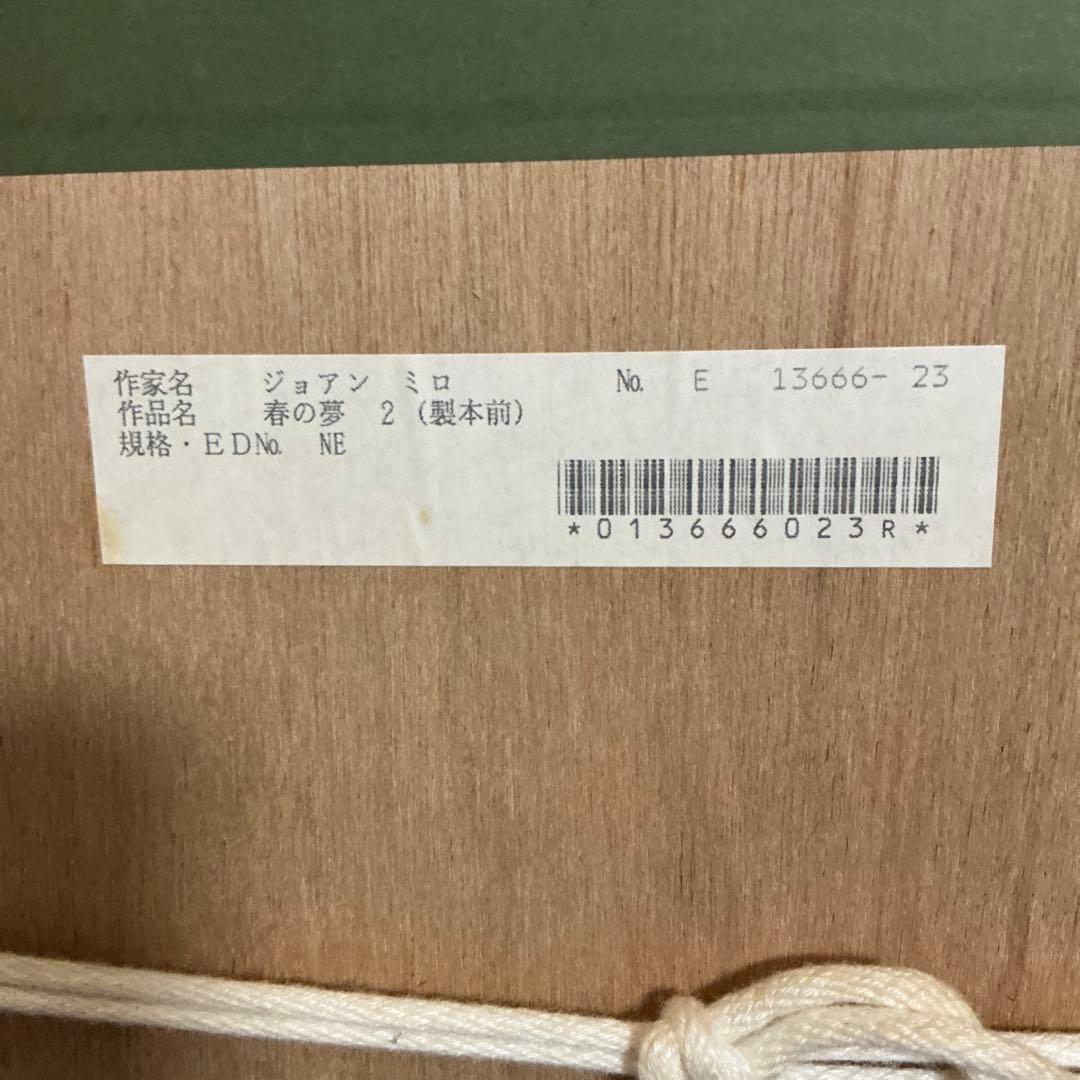 作家名 ジョアン ミロ № E 13666- 23
作品名 春の夢 2 (製本前)
規格・ED№ NE
*013666023R*